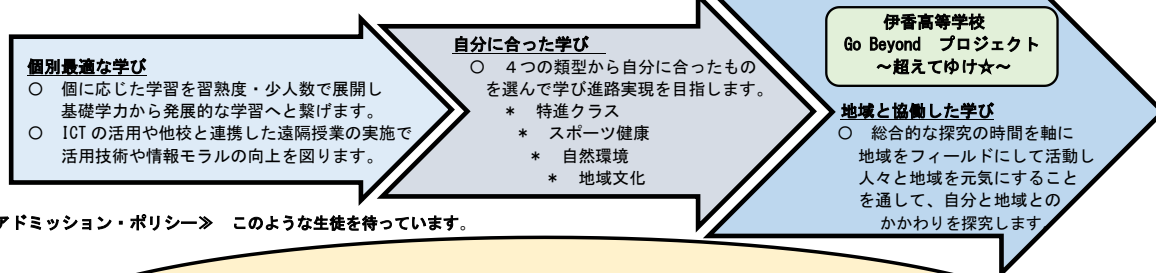 個別最適な学び
○ 個に応じた学習を習熟度・少人数で展開し
基礎学力から発展的な学習へと繋げます。
○ ICTの活用や他校と連携した遠隔授業の実施で
活用技術や情報モラルの向上を図ります。
自分に合った学び
○ 4つの類型から自分に合ったもの
を選んで学び進路実現を目指します。
* 特進クラス
* スポーツ健康
* 自然環境
* 地域文化
伊香高等学校
Go Beyond プロジェクト
~超えてゆけ☆~
地域と協働した学び
○ 総合的な探究の時間を軸に
地域をフィールドにして活動し
人々と地域を元気にすること
を通して、自分と地域との
かかわりを探究します。
アドミッション・ポリシー≫ このような生徒を待っています。